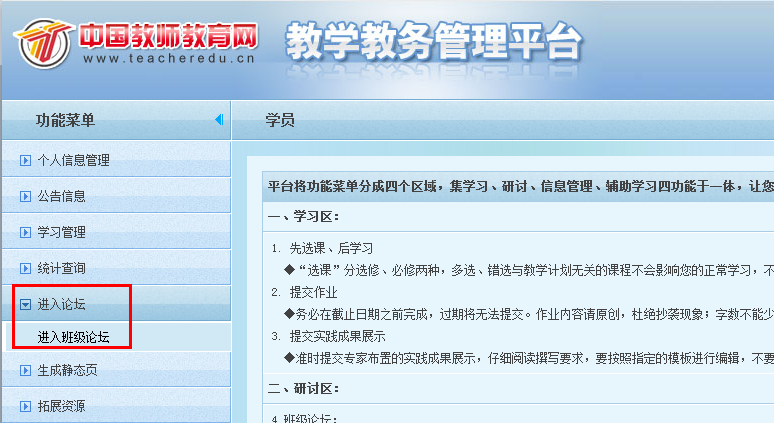 中国教师教育网
www.teacheredu.cn
教学教务管理平台
功能菜单
学员
个人信息管理
公告信息
学习管理
统计查询
进入论坛
进入班级论坛
生成静态页
拓展资源
平台将功能菜单分成四个区域，集学习、研讨、信息管理、辅助学习四功能于一体，让您
一、学习区：
1. 先选课、后学习
◆“选课”分选修、必修两种，多选、错选与教学计划无关的课程不会影响您的正常学习，不
2. 提交作业
◆务必在截止日期之前完成，过期将无法提交。作业内容请原创，杜绝抄袭现象；字数不能少
3. 提交实践成果展示
◆准时提交专家布置的实践成果展示，仔细阅读撰写要求，要按照指定的模板进行编辑，不要
二、研讨区：
4.班级论坛：